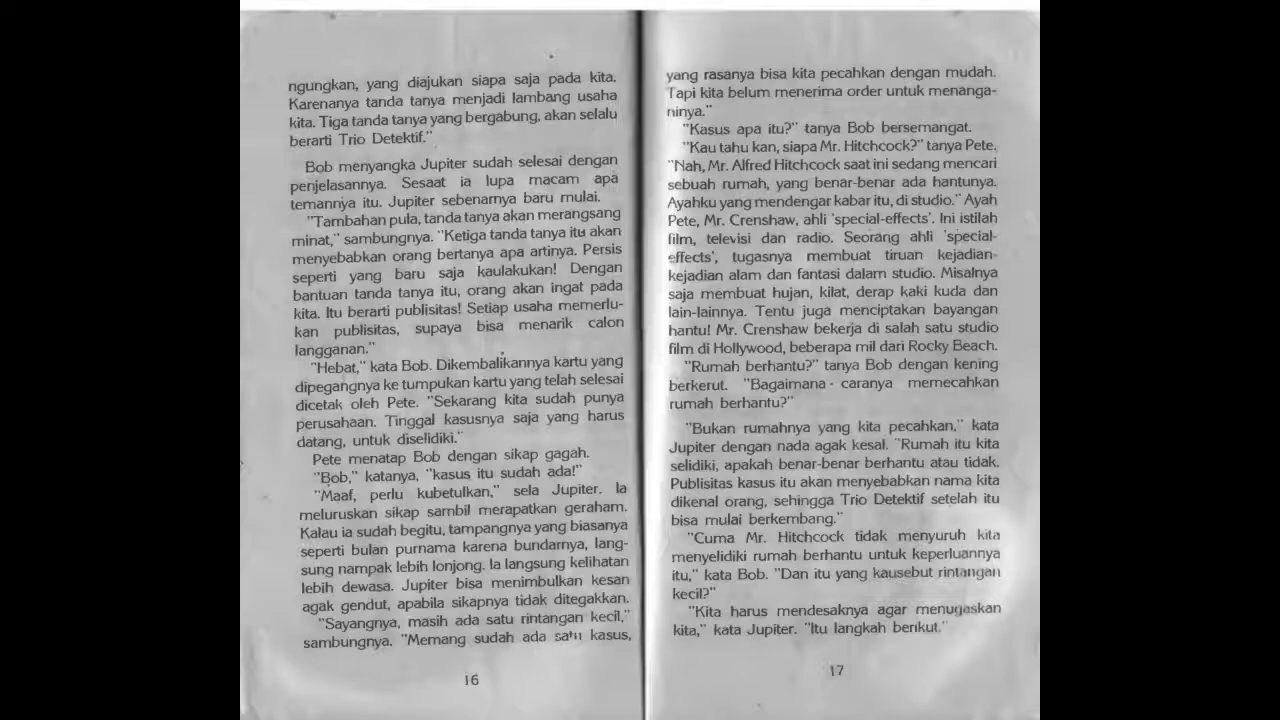 ngungkan, yang diajukan siapa saja pada kita.
Karenanya tanda tanya menjadi lambang usaha
kita. Tiga tanda tanya yang bergabung, akan selalu
berarti Trio Detektif."
Bob menyangka Jupiter sudah selesai dengan
penjelasannya. Sesaat ia lupa macam apa
temannya itu. Jupiter sebenarnya baru mulai.
"Tambahan pula, tanda tanya akan merangsang
minat," sambungnya. "Ketiga tanda tanya itu akan
menyebabkan orang bertanya apa artinya. Persis
seperti yang baru saja kaulakukan! Dengan
bantuan tanda tanya itu, orang akan ingat pada
kita. Itu berarti publisitas! Setiap usaha memerlu-
kan publisitas, supaya bisa menarik calon
langganan."
"Hebat," kata Bob. Dikembalikannya kartu yang
dipegangnya ke tumpukan kartu yang telah selesai
dicetak oleh Pete. "Sekarang kita sudah punya
perusahaan. Tinggal kasusnya saja yang harus
datang, untuk diselidiki."
Pete menatap Bob dengan sikap gagah.
"Bob," katanya, "kasus itu sudah ada!"
"Maaf, perlu kubetulkan," sela Jupiter. Ia
meluruskan sikap sambil merapatkan geraham.
Kalau ia sudah begitu, tampangnya yang biasanya
seperti bulan purnama karena bundarnya, lang-
sung nampak lebih lonjong. Ia langsung kelihatan
lebih dewasa. Jupiter bisa menimbulkan kesan
agak gendut, apabila sikapnya tidak ditegakkan.
"Sayangnya, masih ada satu rintangan kecil,"
sambungnya. "Memang sudah ada satu kasus,
16
yang rasanya bisa kita pecahkan dengan mudah.
Tapi kita belum menerima order untuk menanga-
ninya."
"Kasus apa itu?" tanya Bob bersemangat.
"Kau tahu kan, siapa Mr. Hitchcock?" tanya Pete.
"Nah, Mr. Alfred Hitchcock saat ini sedang mencari
sebuah rumah, yang benar-benar ada hantunya.
Ayahku yang mendengar kabar itu, di studio." Ayah
Pete, Mr. Crenshaw, ahli 'special-effects'. Ini istilah
film, televisi dan radio. Seorang ahli 'special-
effects', tugasnya membuat tiruan kejadian-
kejadian alam dan fantasi dalam studio. Misalnya
saja membuat hujan, kilat, derap kaki kuda dan
lain-lainnya. Tentu juga menciptakan bayangan
hantu! Mr. Crenshaw bekerja di salah satu studio
film di Hollywood, beberapa mil dari Rocky Beach.
"Rumah berhantu?" tanya Bob dengan kening
berkerut. "Bagaimana caranya memecahkan
rumah berhantu?"
"Bukan rumahnya yang kita pecahkan," kata
Jupiter dengan nada agak kesal. "Rumah itu kita
selidiki, apakah benar-benar berhantu atau tidak.
Publisitas kasus itu akan menyebabkan nama kita
dikenal orang, sehingga Trio Detektif setelah itu
bisa mulai berkembang."
"Cuma Mr. Hitchcock tidak menyuruh kita
menyelidiki rumah berhantu untuk keperluannya
itu," kata Bob. "Dan itu yang kausebut rintangan
kecil?"
"Kita harus mendesaknya agar menugaskan
kita," kata Jupiter. "Itu langkah berikut."
17